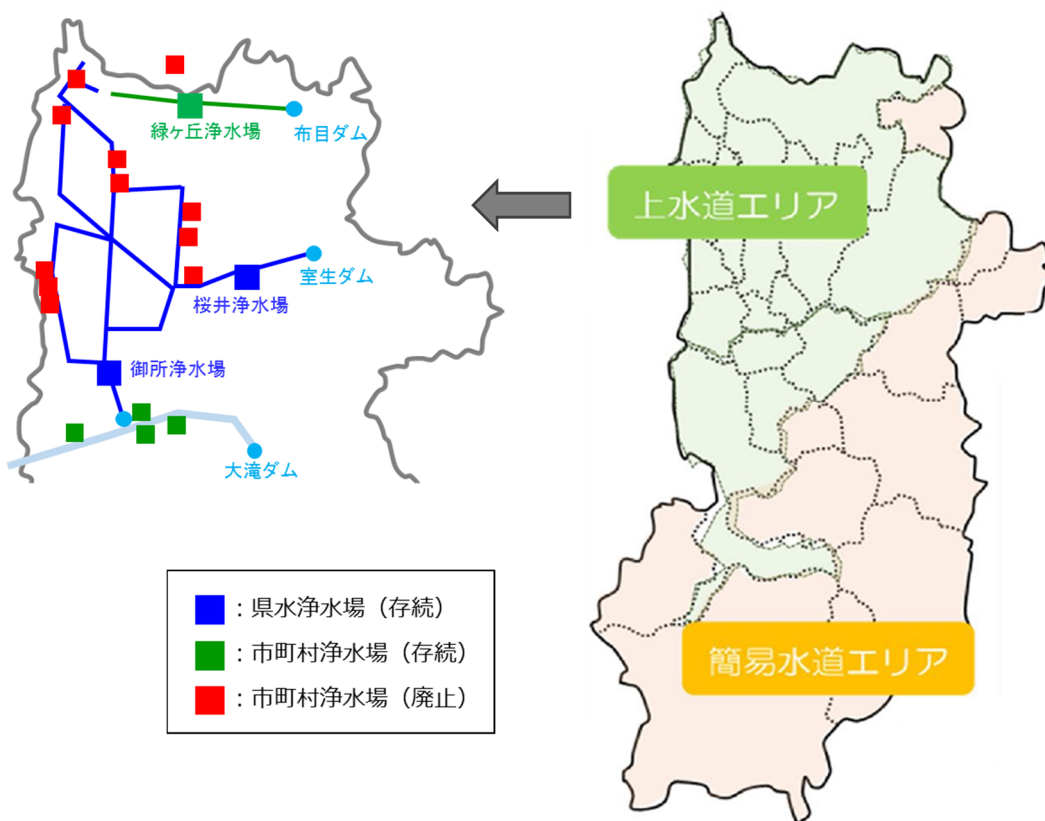 緑ヶ丘浄水場
布目ダム
室生ダム
桜井浄水場
御所浄水場
大滝ダム
：県水浄水場（存続）
：市町村浄水場（存続）
：市町村浄水場（廃止）
上水道エリア
簡易水道エリア